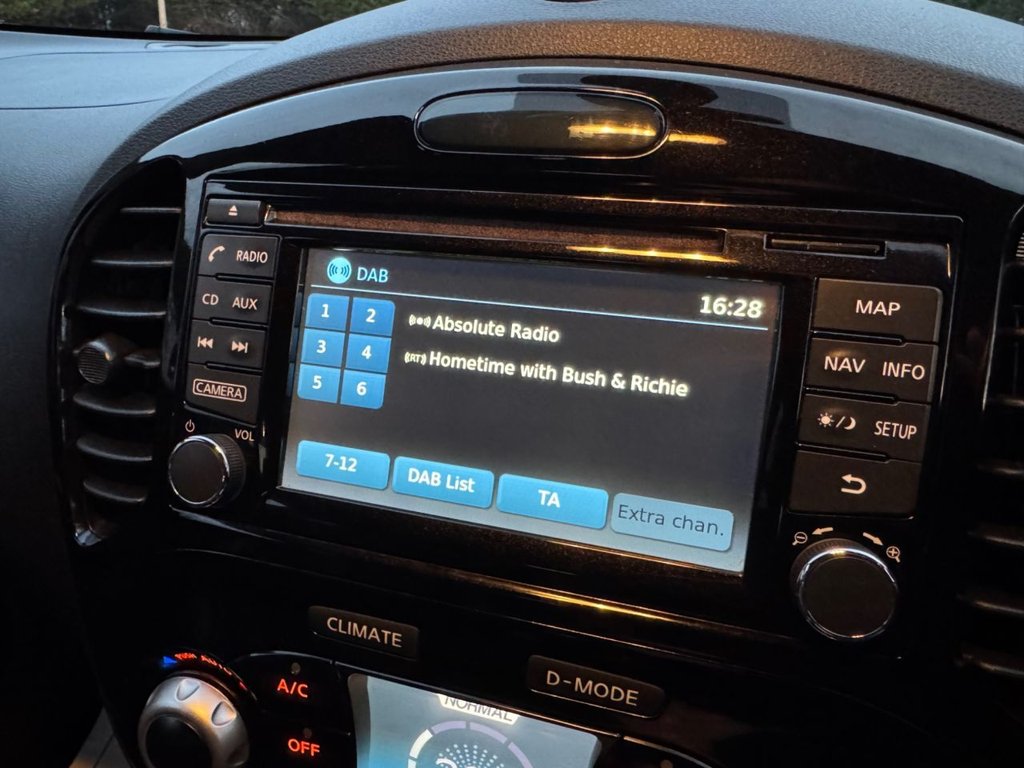 DAB
16:28
1 2
3 4
5 6
Absolute Radio
(RT) Hometime with Bush & Richie
7-12
DAB List
TA
Extra chan.
RADIO
CD AUX
CAMERA
VOL
MAP
NAV INFO
SETUP
CLIMATE
D-MODE
A/C
OFF
NORMAL